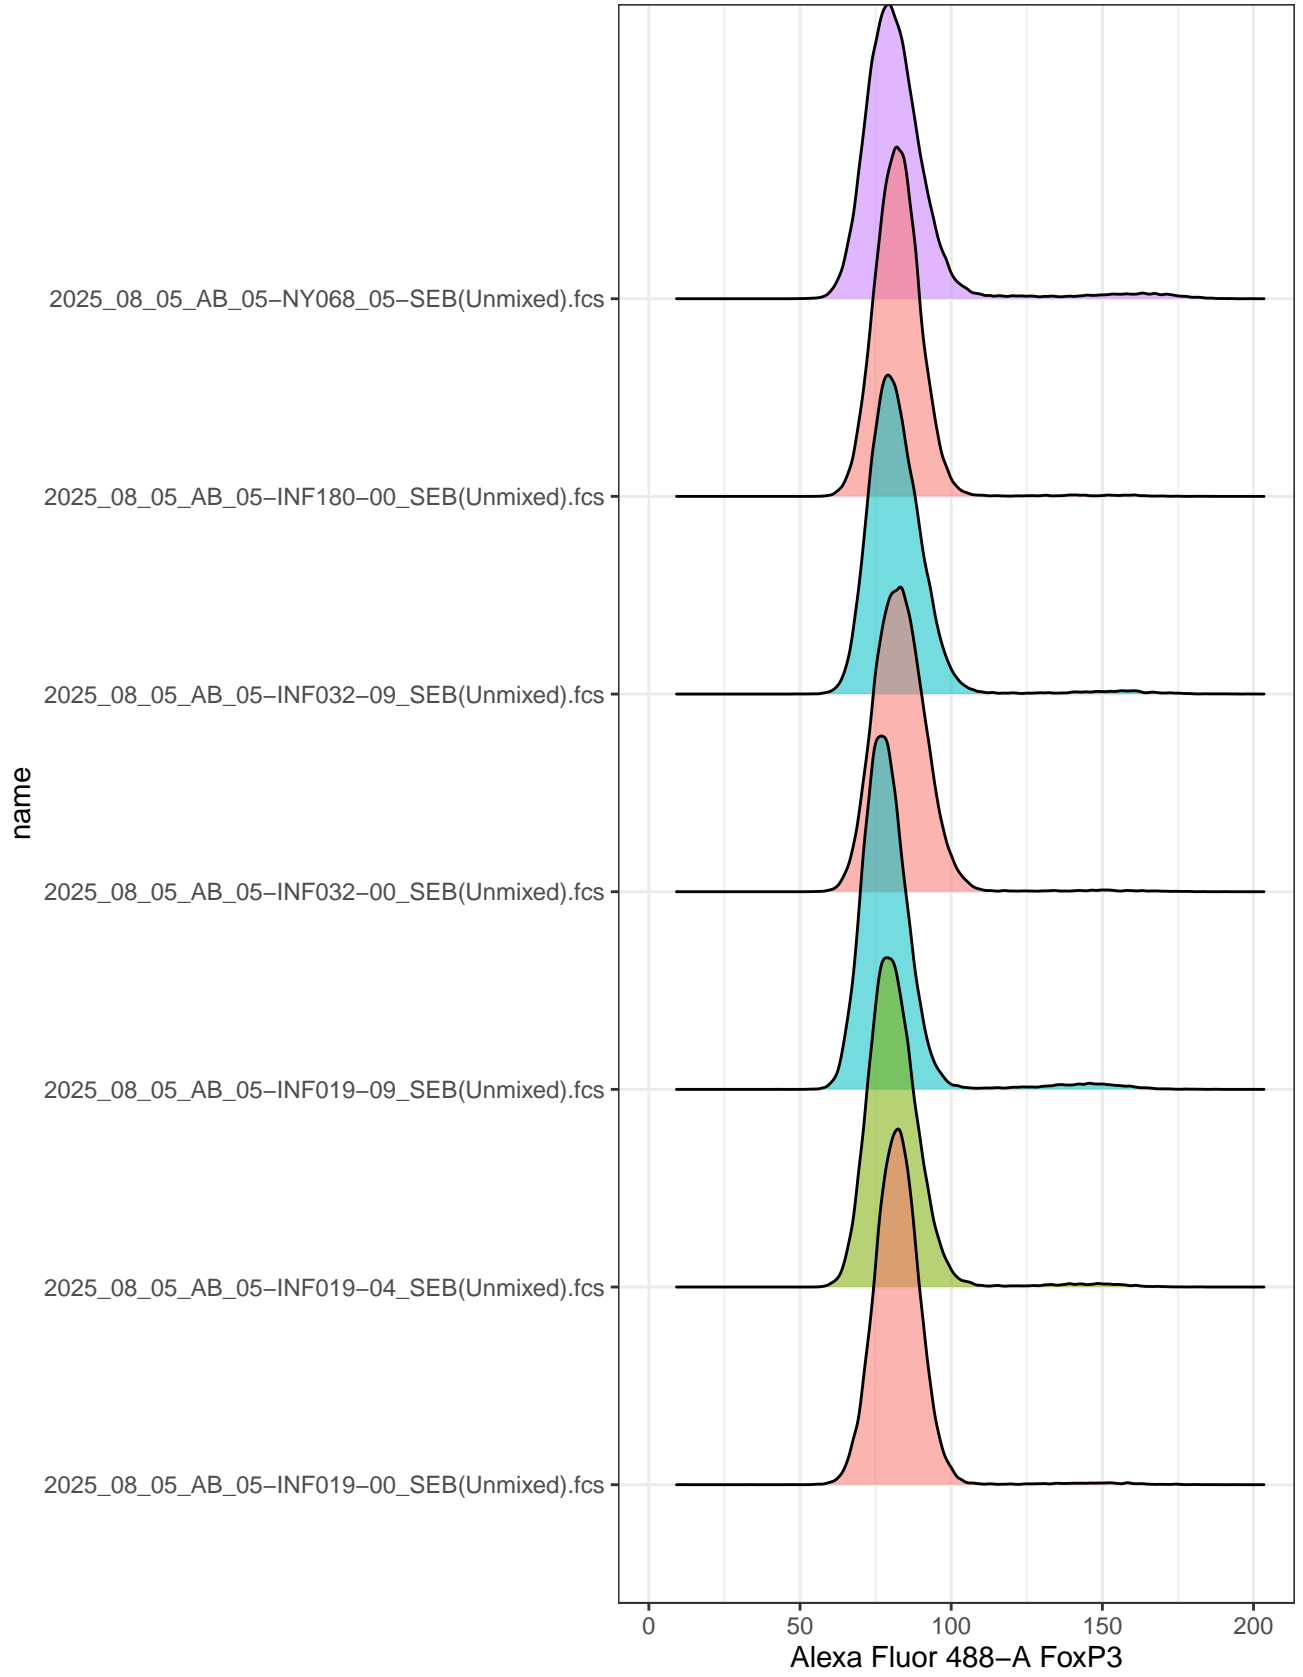 2025_08_05_AB_05−NY068_05−SEB(Unmixed).fcs
2025_08_05_AB_05−INF180−00_SEB(Unmixed).fcs
2025_08_05_AB_05−INF032−09_SEB(Unmixed).fcs
name
2025_08_05_AB_05−INF032−00_SEB(Unmixed).fcs
2025_08_05_AB_05−INF019−09_SEB(Unmixed).fcs
2025_08_05_AB_05−INF019−04_SEB(Unmixed).fcs
2025_08_05_AB_05−INF019−00_SEB(Unmixed).fcs
0 50 100 150 200
Alexa Fluor 488−A FoxP3